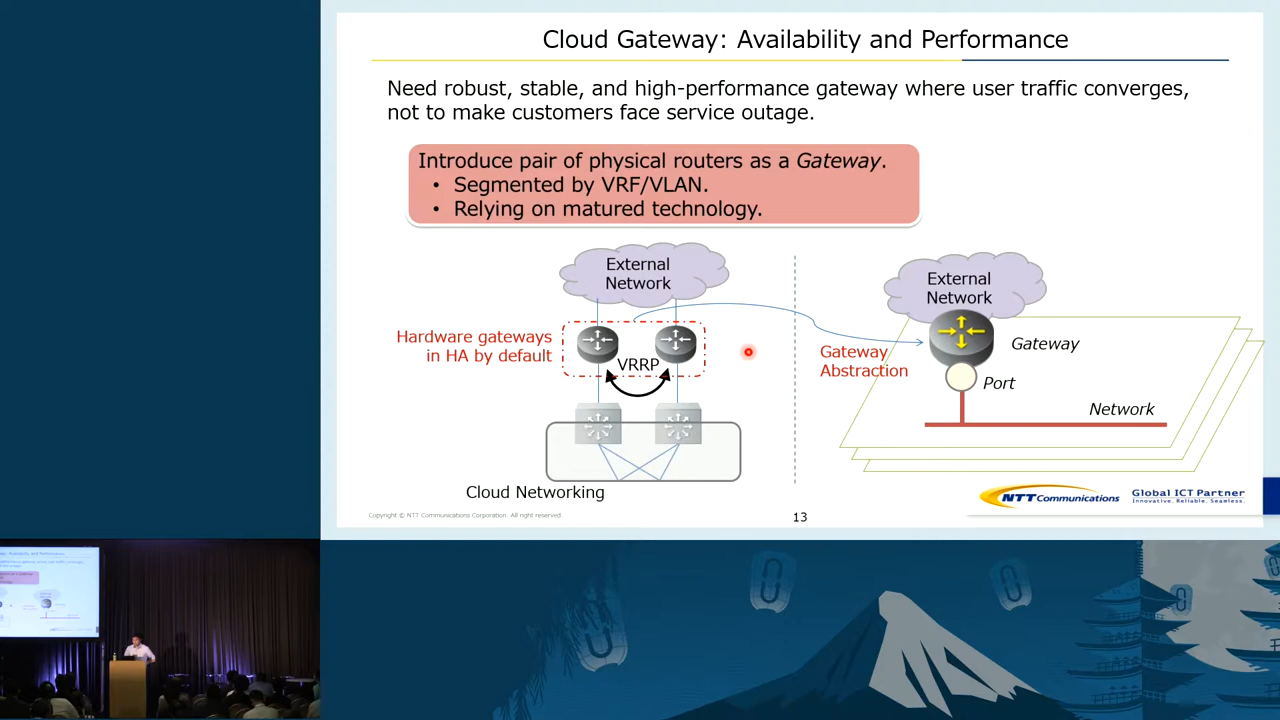 Cloud Gateway: Availability and Performance
Need robust, stable, and high-performance gateway where user traffic converges,
not to make customers face service outage.
Introduce pair of physical routers as a Gateway.
• Segmented by VRF/VLAN.
• Relying on matured technology.
External
Network
Hardware gateways
in HA by default
VRRP
Cloud Networking
External
Network
Gateway
Abstraction
Gateway
Port
Network
NTT Communications
Global ICT Partner
Innovative. Reliable. Seamless.
Copyright © NTT Communications Corporation. All right reserved.
13